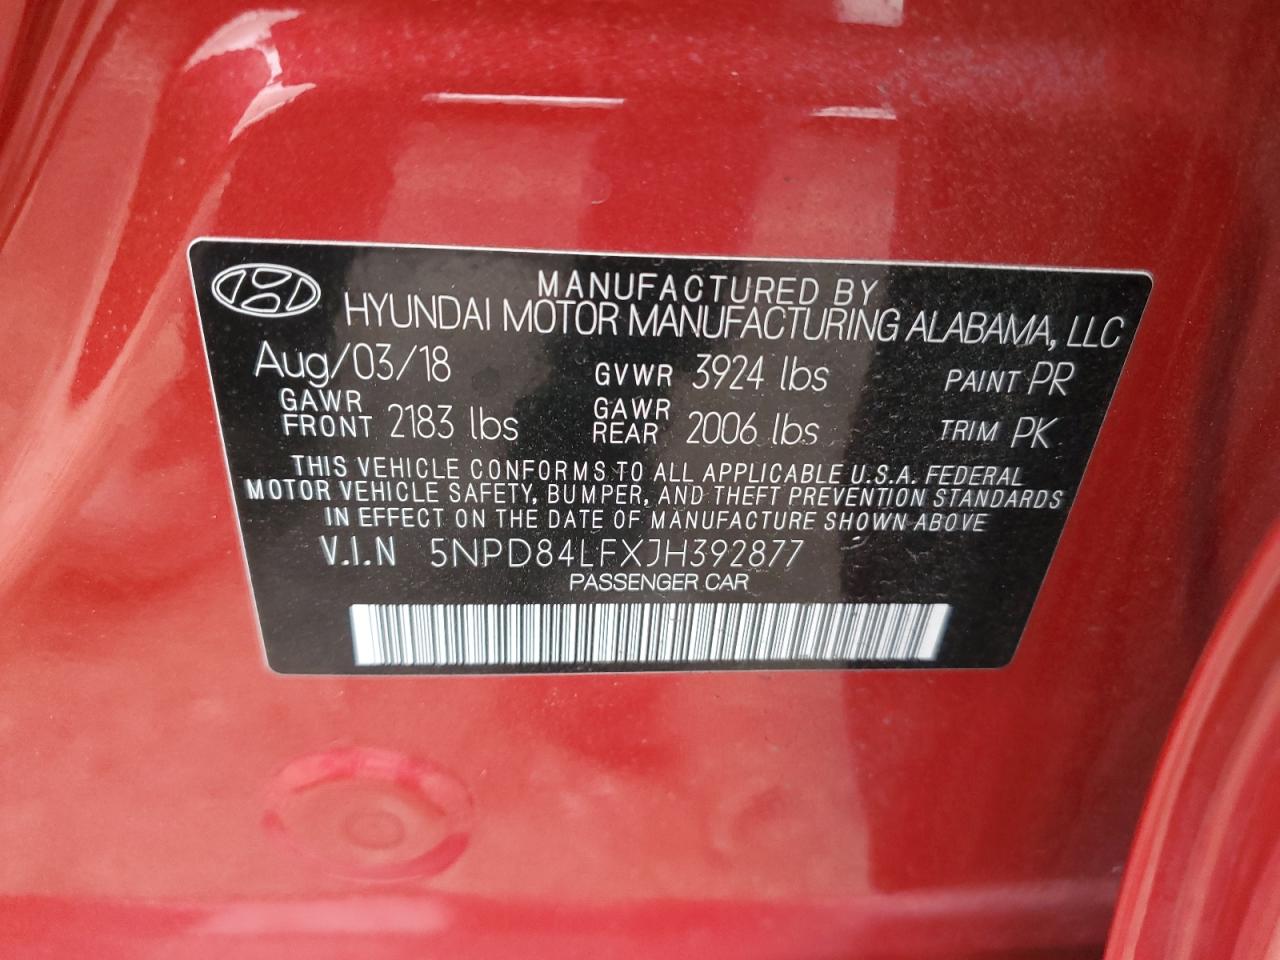 MANUFACTURED BY
HYUNDAI MOTOR MANUFACTURING ALABAMA, LLC
Aug/03/18 GVWR 3924 lbs PAINT PR
GAWR FRONT 2183 lbs GAWR REAR 2006 lbs TRIM PK
THIS VEHICLE CONFORMS TO ALL APPLICABLE U.S.A. FEDERAL
MOTOR VEHICLE SAFETY, BUMPER, AND THEFT PREVENTION STANDARDS
IN EFFECT ON THE DATE OF MANUFACTURE SHOWN ABOVE
V.I.N 5NPD84LFXJH392877
PASSENGER CAR